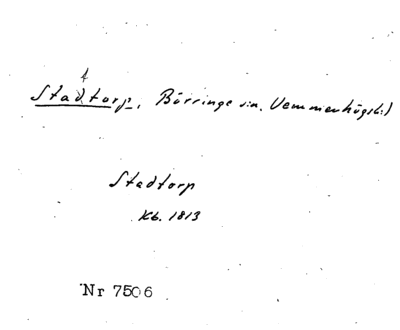 † 
Stadtorp, Börringe sn. Vemmenhögs hd
Stadtorp
Kb. 1813
Nr 7506